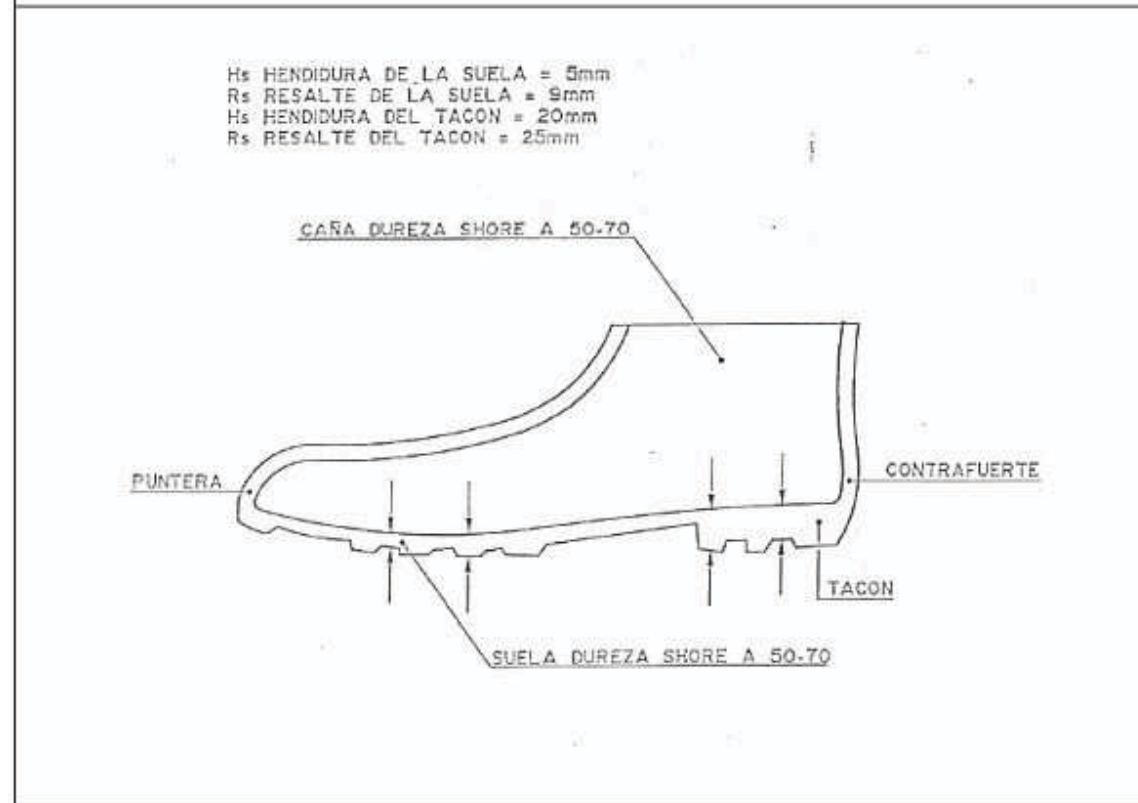 Hs HENDIDURA DE LA SUELA = 5mm
Rs RESALTE DE LA SUELA = 9mm
Hs HENDIDURA DEL TACON = 20mm
Rs RESALTE DEL TACON = 25mm
CAÑA DUREZA SHORE A 50-70
PUNTERA
CONTRAFUERTE
TACON
SUELA DUREZA SHORE A 50-70